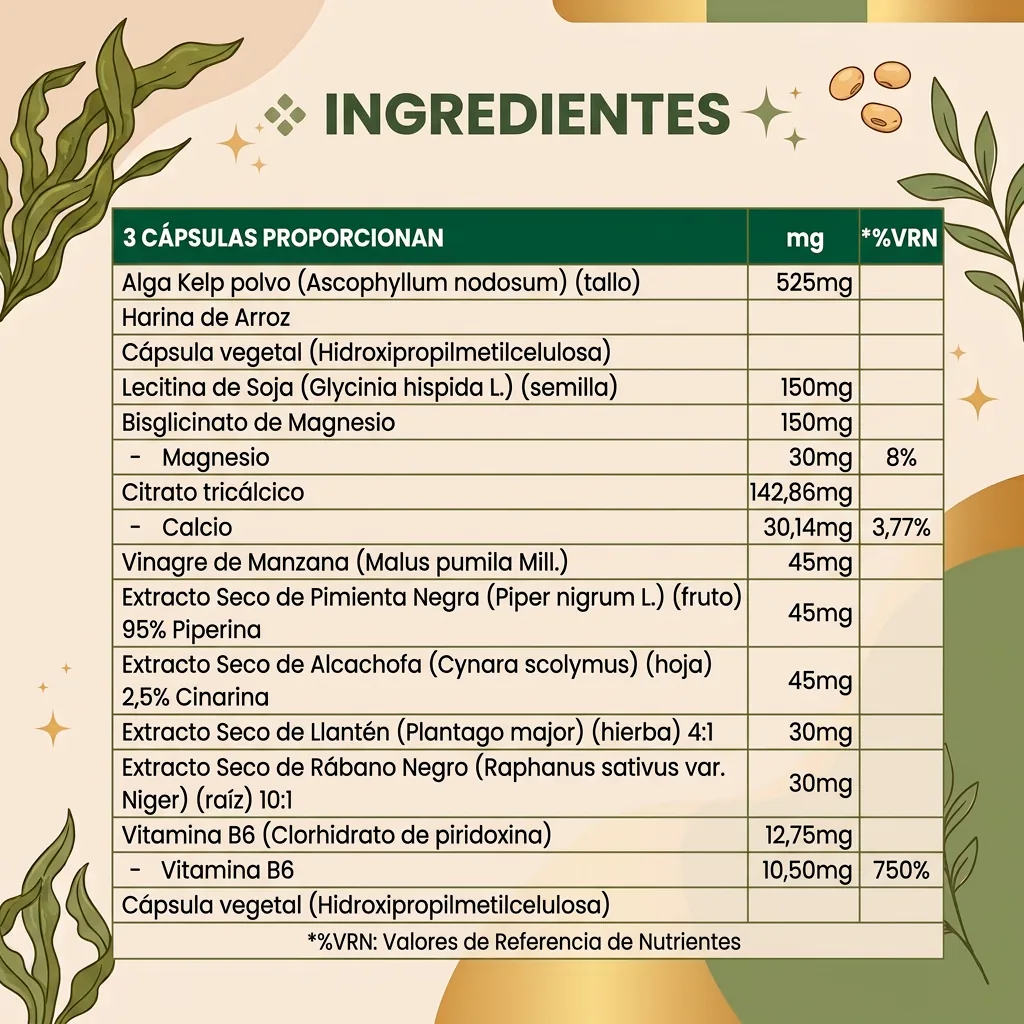 INGREDIENTES
3 CÁPSULAS PROPORCIONAN mg *%VRN
Alga Kelp polvo (Ascophyllum nodosum) (tallo) 525mg
Harina de Arroz
Cápsula vegetal (Hidroxipropilmetilcelulosa)
Lecitina de Soja (Glycinia hispida L.) (semilla) 150mg
Bisglicinato de Magnesio 150mg
- Magnesio 30mg 8%
Citrato tricálcico 142,86mg
- Calcio 30,14mg 3,77%
Vinagre de Manzana (Malus pumila Mill.) 45mg
Extracto Seco de Pimienta Negra (Piper nigrum L.) (fruto)
95% Piperina 45mg
Extracto Seco de Alcachofa (Cynara scolymus) (hoja)
2,5% Cinarina 45mg
Extracto Seco de Llantén (Plantago major) (hierba) 4:1 30mg
Extracto Seco de Rábano Negro (Raphanus sativus var.
Niger) (raíz) 10:1 30mg
Vitamina B6 (Clorhidrato de piridoxina) 12,75mg
- Vitamina B6 10,50mg 750%
Cápsula vegetal (Hidroxipropilmetilcelulosa)
*%VRN: Valores de Referencia de Nutrientes